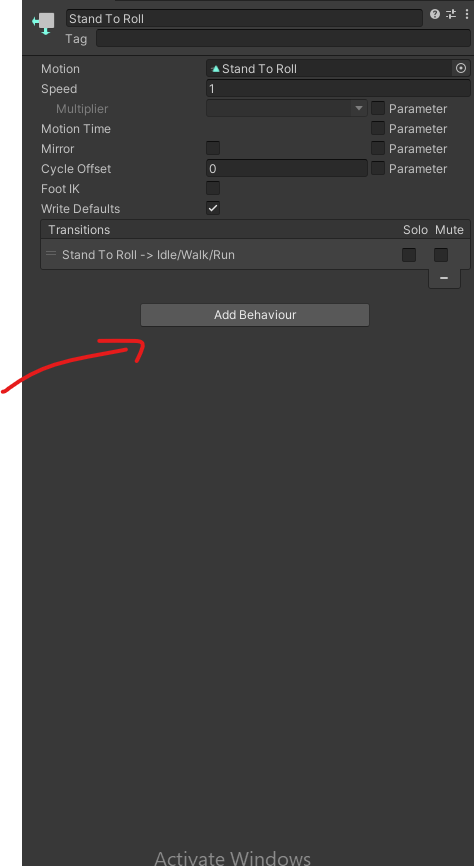 Stand To Roll
Tag
Motion Stand To Roll
Speed 1
Multiplier Parameter
Motion Time Parameter
Mirror Parameter
Cycle Offset 0 Parameter
Foot IK
Write Defaults
Transitions Solo Mute
Stand To Roll -> Idle/Walk/Run
Add Behaviour
Activate Windows